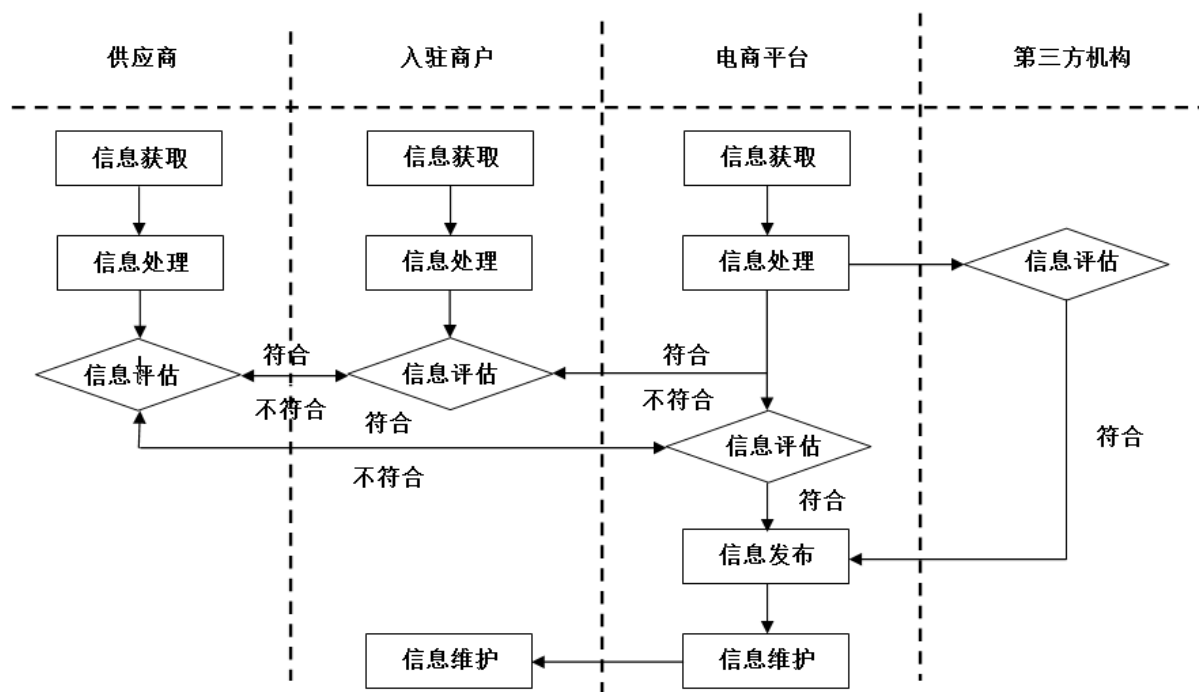 供应商
入驻商户
电商平台
第三方机构
信息获取
信息获取
信息获取
信息处理
信息处理
信息处理
信息评估
符合
符合
信息评估
信息评估
不符合
符合
不符合
信息评估
符合
不符合
符合
信息发布
信息维护
信息维护